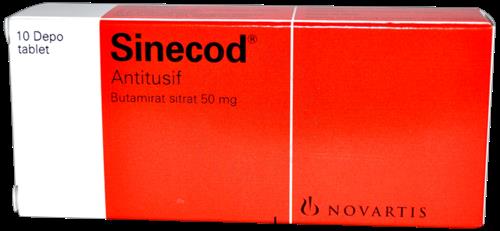 10 Depo
tablet
Sinecod®
Antitusif
Butamirat sitrat 50 mg
NOVARTIS